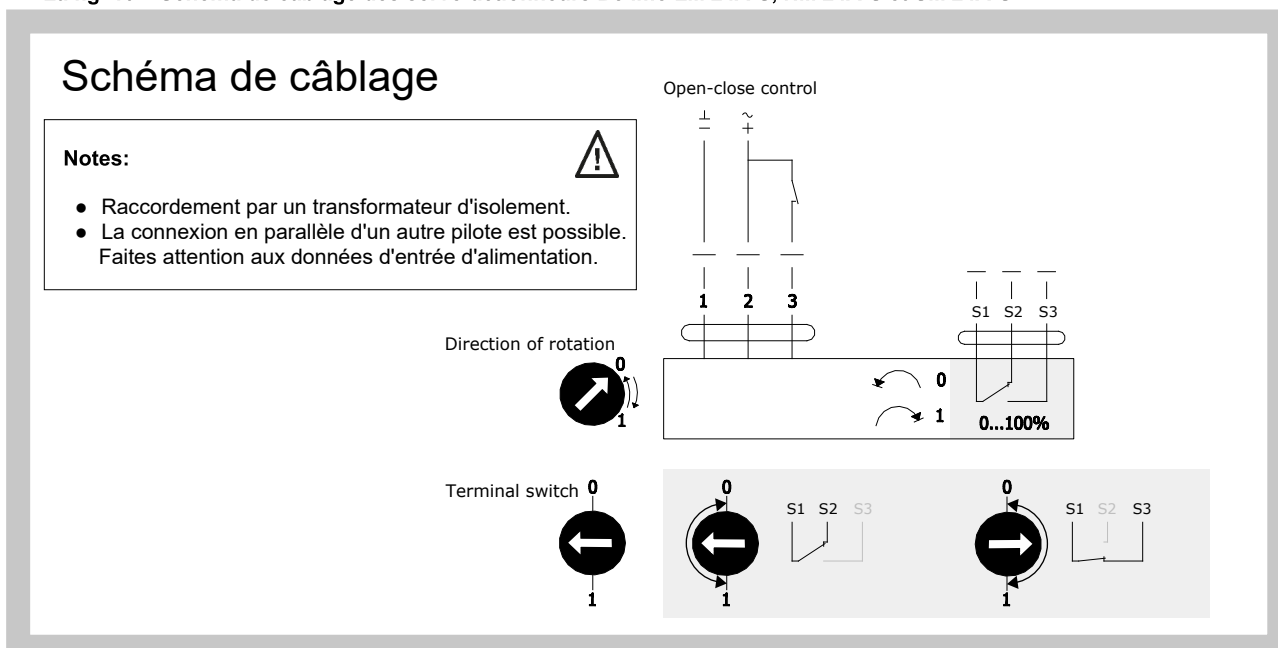 Schéma de câblage
Open-close control
Notes:
● Raccordement par un transformateur d'isolement.
● La connexion en parallèle d'un autre pilote est possible.
Faites attention aux données d'entrée d'alimentation.
1 2 3
S1 S2 S3
Direction of rotation
0
1
0
1
0...100%
Terminal switch 0
1
0
S1 S2 S3
1
0
S1 S2 S3
1